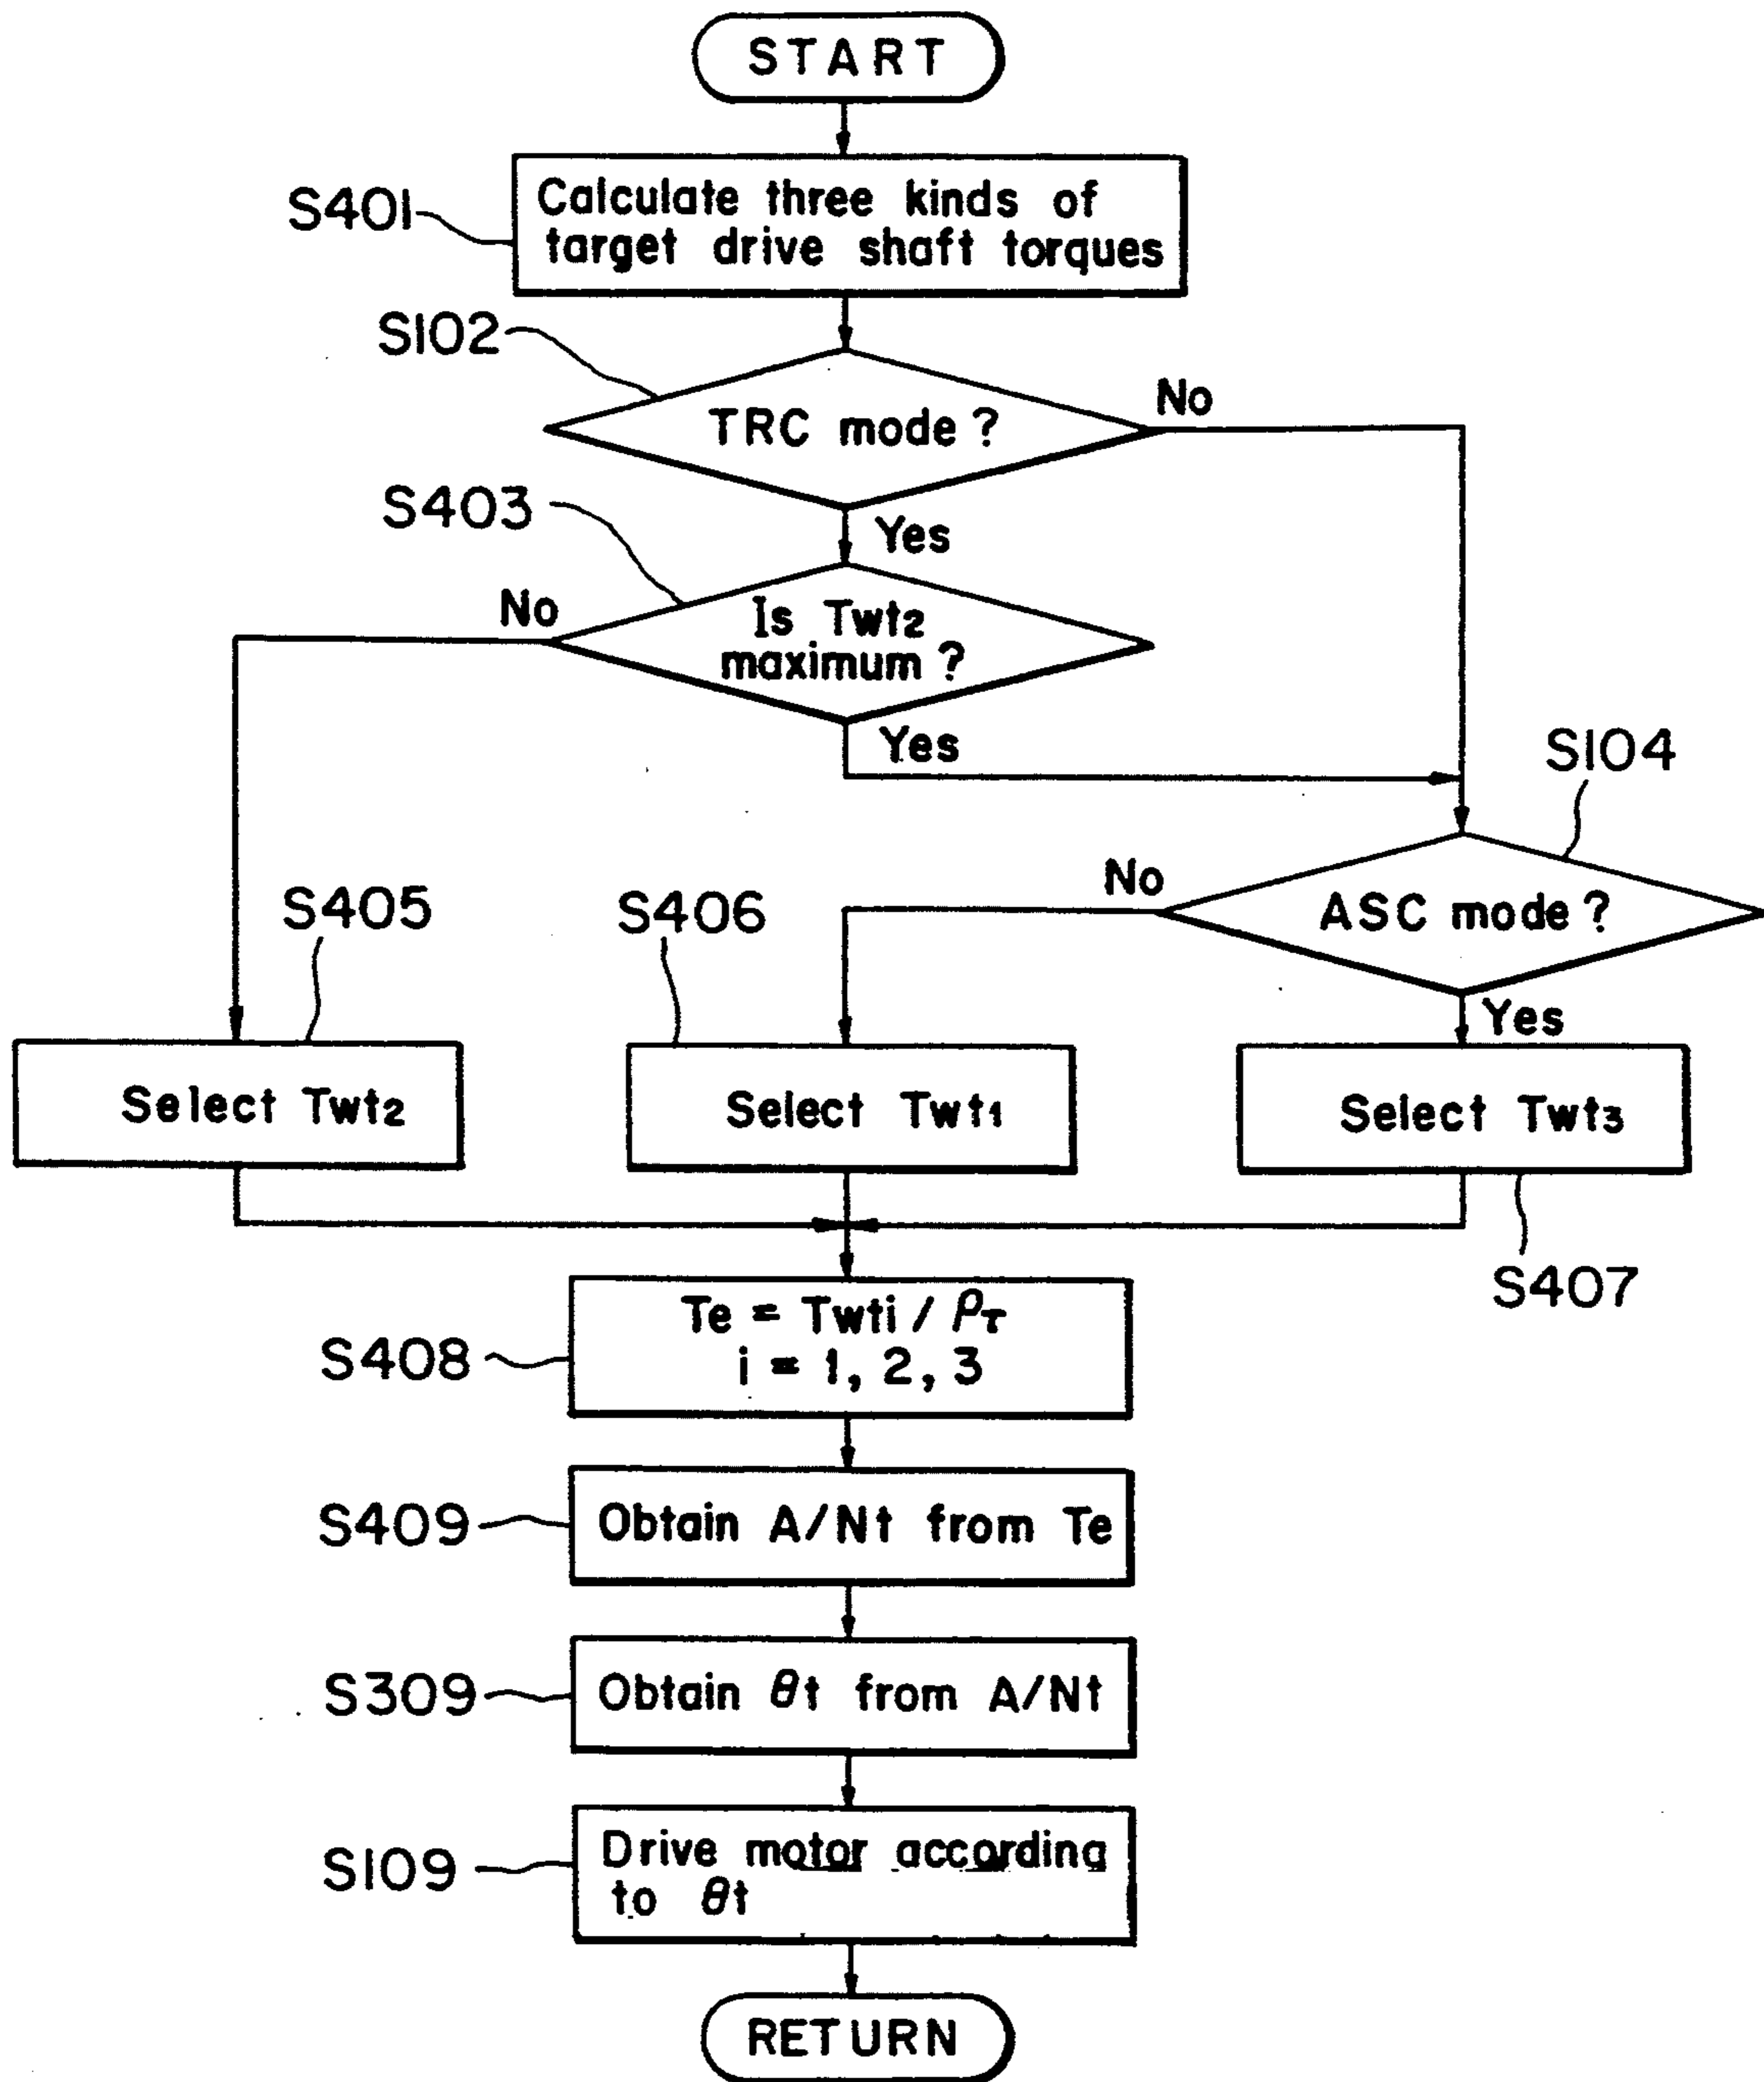 START
S401
Calculate three kinds of
target drive shaft torques
S102
TRC mode?
No
Yes
S403
No
Is Twt2
maximum?
Yes
S104
No
ASC mode?
Yes
S405
S406
Select Twt2
Select Twt1
Select Twt3
S407
S408
Te = Twti / ρτ
i = 1, 2, 3
S409
Obtain A/Nt from Te
S309
Obtain θt from A/Nt
S109
Drive motor according
to θt
RETURN